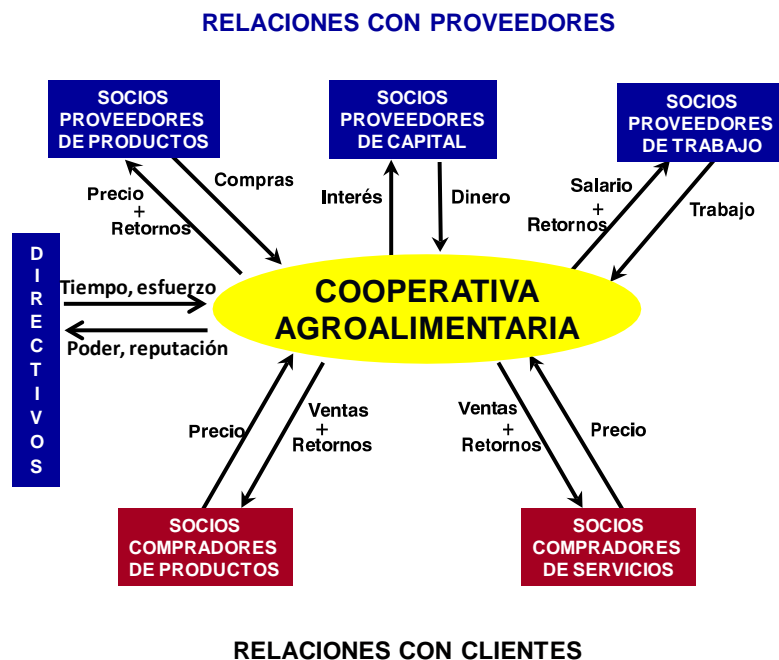 RELACIONES CON PROVEEDORES
SOCIOS
PROVEEDORES
DE PRODUCTOS
SOCIOS
PROVEEDORES
DE CAPITAL
SOCIOS
PROVEEDORES
DE TRABAJO
Compras
Precio
+
Retornos
Interés
Dinero
Salario
+
Retornos
Trabajo
DIRECTIVOS
Tiempo, esfuerzo
Poder, reputación
COOPERATIVA
AGROALIMENTARIA
Precio
Ventas
+
Retornos
Ventas
+
Retornos
Precio
SOCIOS
COMPRADORES
DE PRODUCTOS
SOCIOS
COMPRADORES
DE SERVICIOS
RELACIONES CON CLIENTES